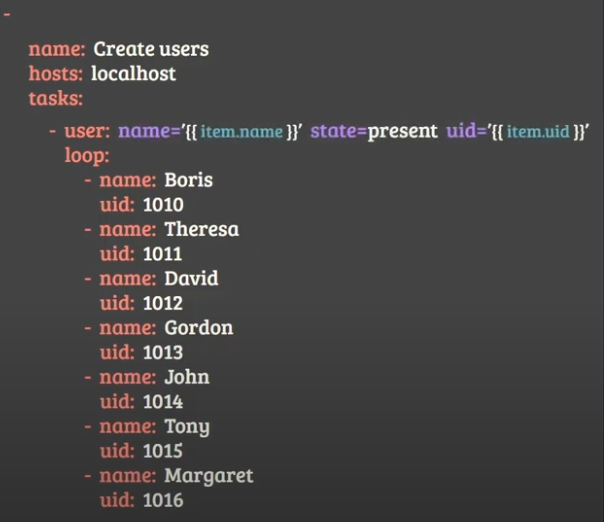 -
name: Create users
hosts: localhost
tasks:
- user: name='{{ item.name }}' state=present uid='{{ item.uid }}'
loop:
- name: Boris
uid: 1010
- name: Theresa
uid: 1011
- name: David
uid: 1012
- name: Gordon
uid: 1013
- name: John
uid: 1014
- name: Tony
uid: 1015
- name: Margaret
uid: 1016